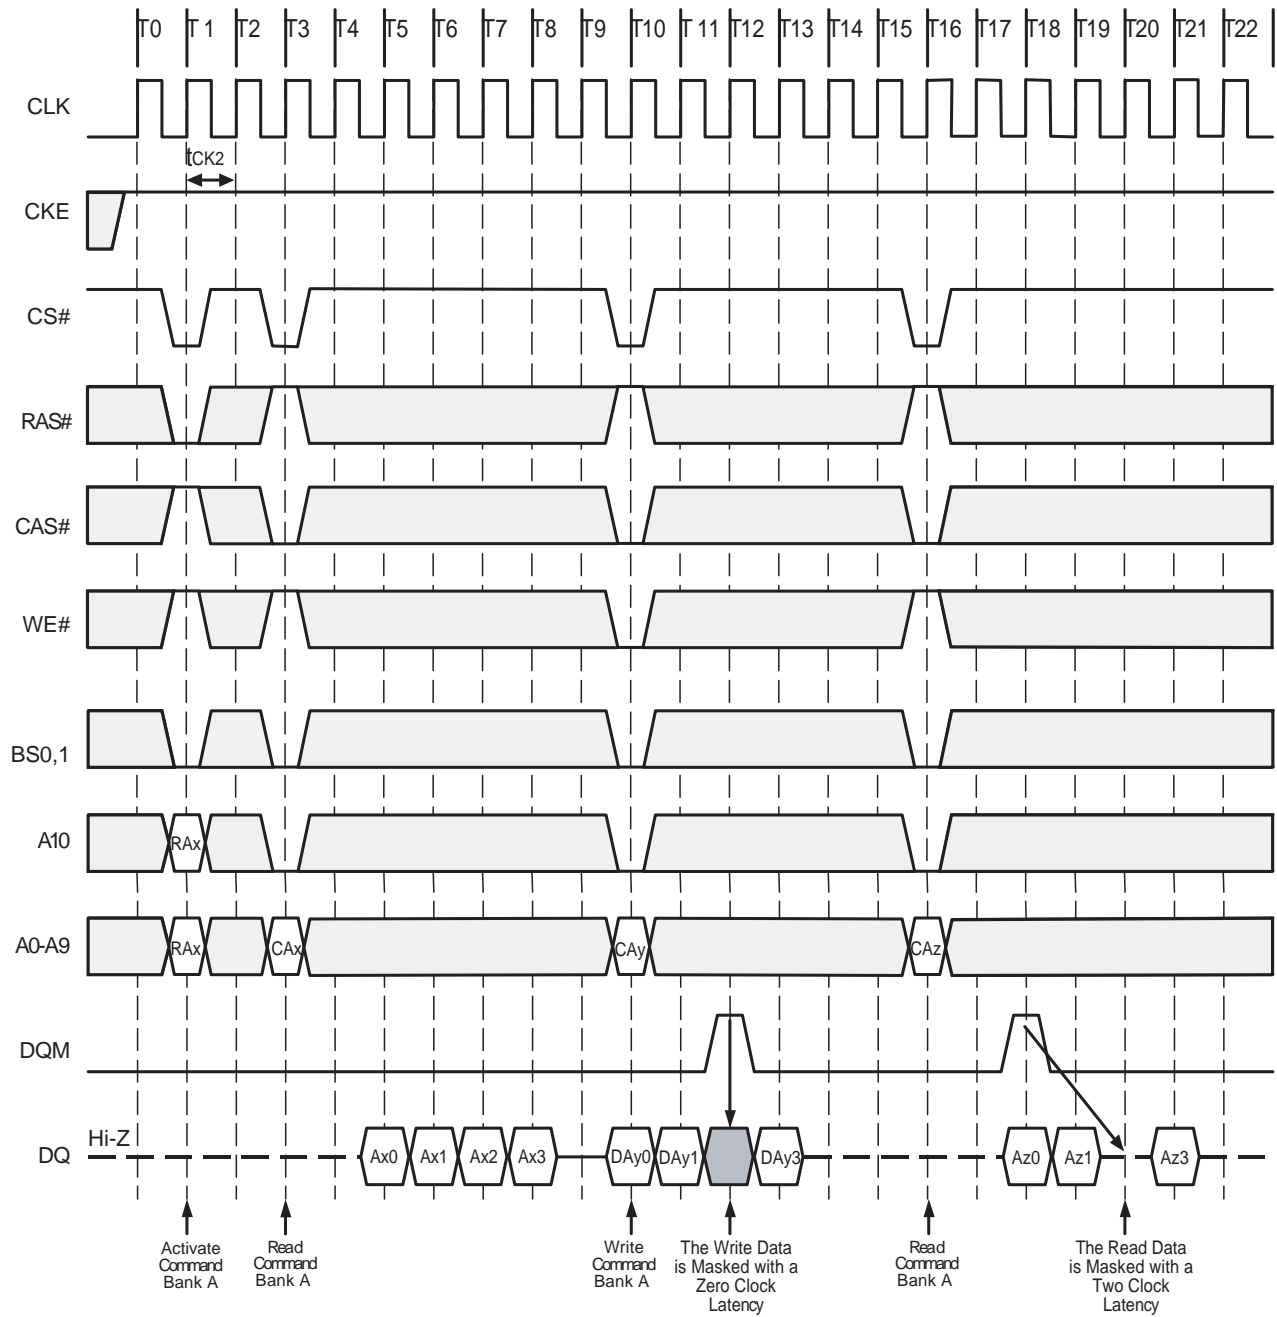 T0 T1 T2 T3 T4 T5 T6 T7 T8 T9 T10 T11 T12 T13 T14 T15 T16 T17 T18 T19 T20 T21 T22
CLK
tCK2
CKE
CS#
RAS#
CAS#
WE#
BS0,1
A10 RAx
A0-A9 RAx CAx CAy CAz
DQM
Hi-Z
DQ Ax0 Ax1 Ax2 Ax3 DAy0 DAy1 DAy3 Az0 Az1 Az3
Activate
Command
Bank A
Read
Command
Bank A
Write
Command
Bank A
The Write Data
is Masked with a
Zero Clock
Latency
Read
Command
Bank A
The Read Data
is Masked with a
Two Clock
Latency